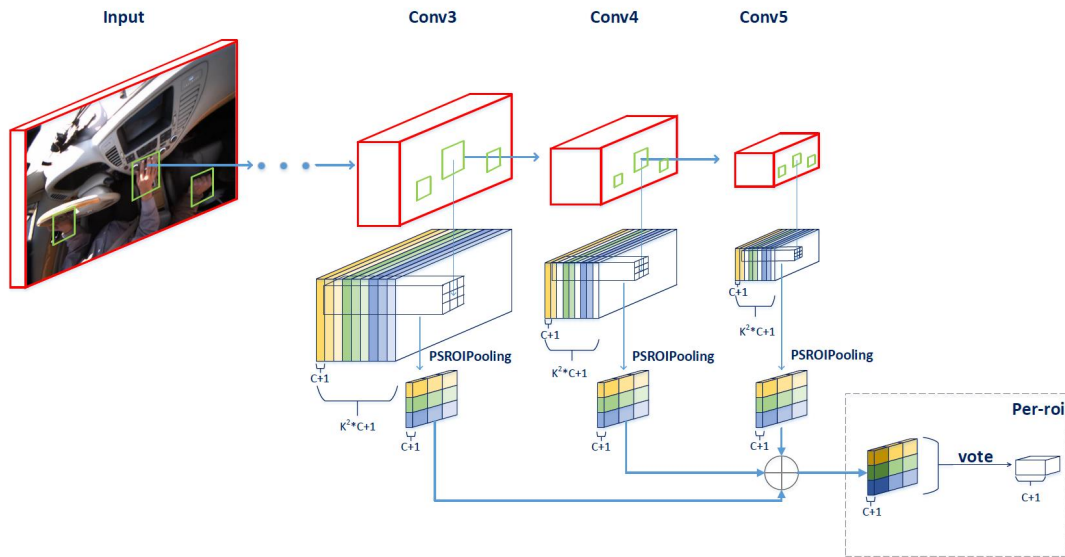 Input
Conv3
Conv4
Conv5
C+1
K²*C+1
PSROIPooling
C+1
C+1
K²*C+1
PSROIPooling
C+1
C+1
K²*C+1
PSROIPooling
C+1
Per-roi
vote
C+1
C+1